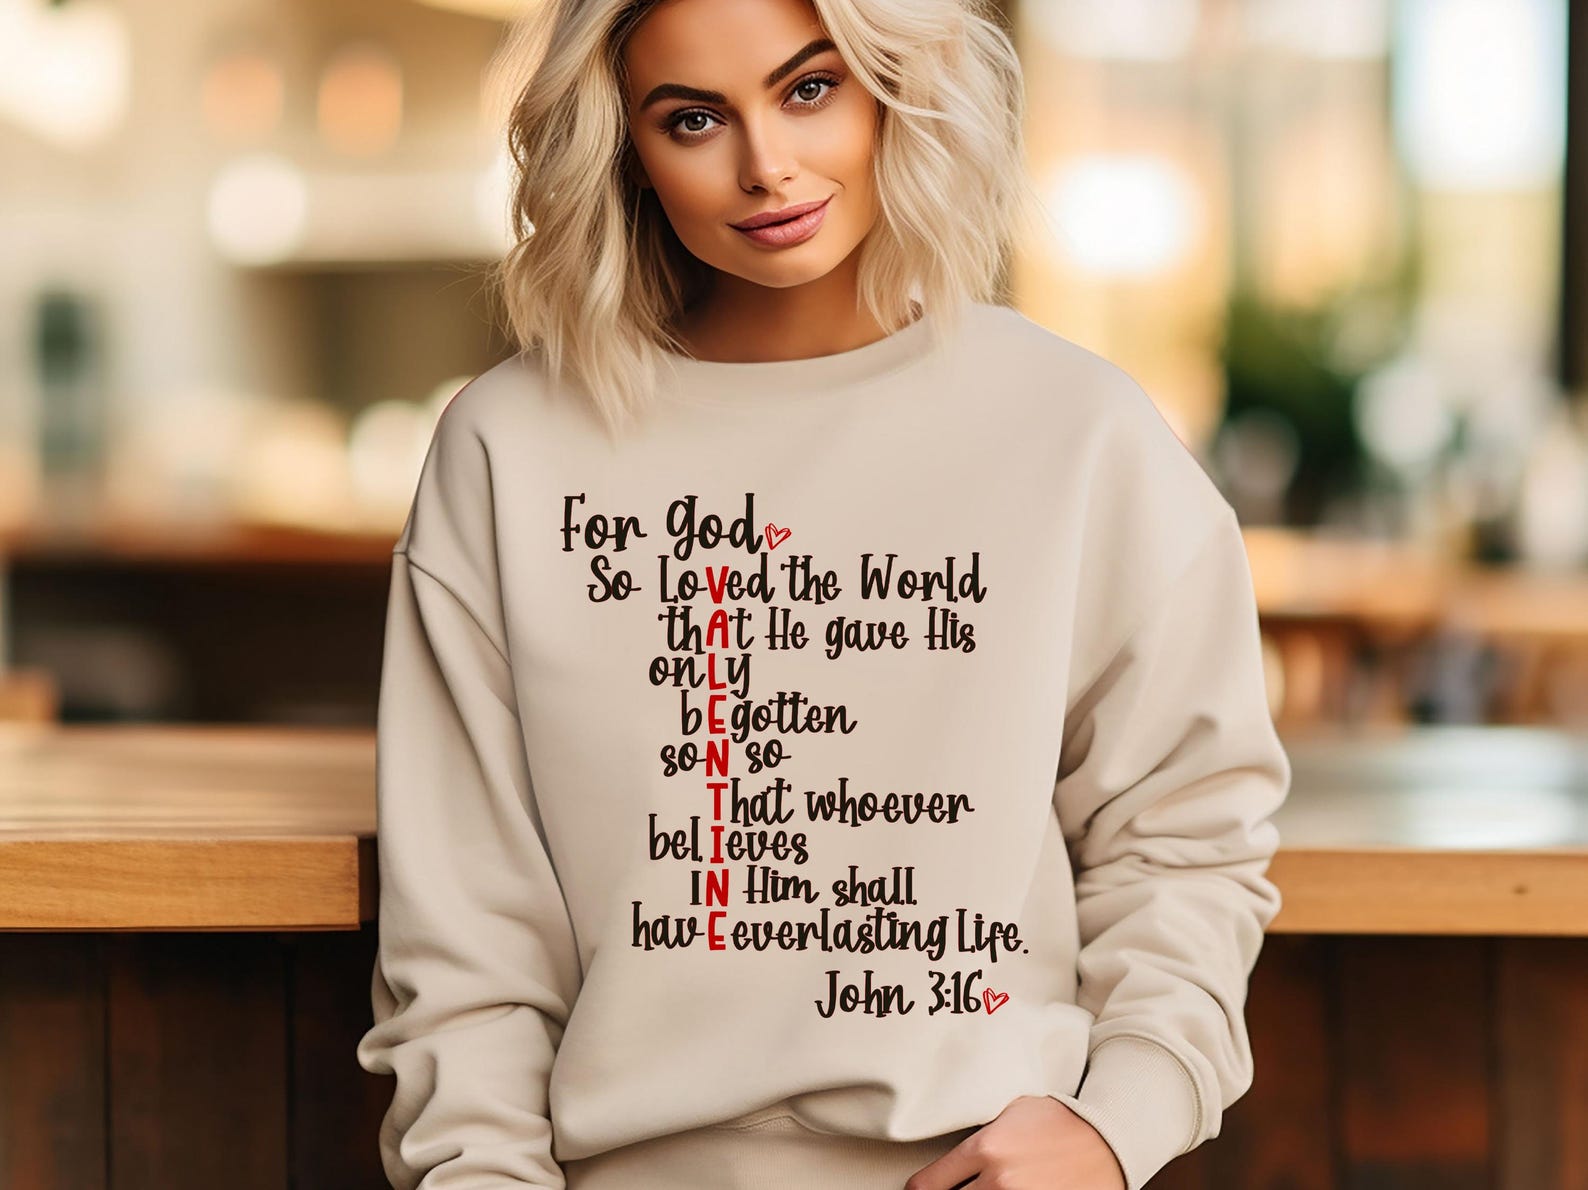 For God
So LoVed the World
thAt He gave His
onLy
bEgotten
soN so
That whoever
belIeves
IN Him shall
havE everlasting Life.
John 3:16